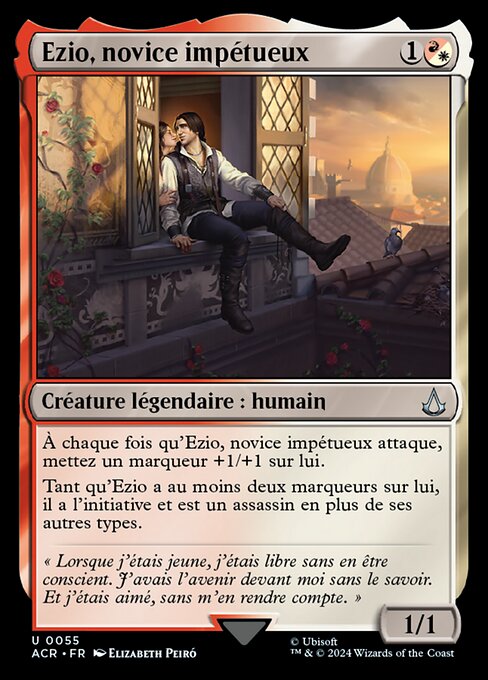 Ezio, novice impétueux 1
Créature légendaire : humain
À chaque fois qu'Ezio, novice impétueux attaque,
mettez un marqueur +1/+1 sur lui.
Tant qu'Ezio a au moins deux marqueurs sur lui,
il a l'initiative et est un assassin en plus de ses
autres types.
« Lorsque j'étais jeune, j'étais libre sans en être
conscient. J'avais l'avenir devant moi sans le savoir.
Et j'étais aimé, sans m'en rendre compte. »
1/1
U 0055
ACR • FR Elizabeth Peiró
© Ubisoft
™ & © 2024 Wizards of the Coast